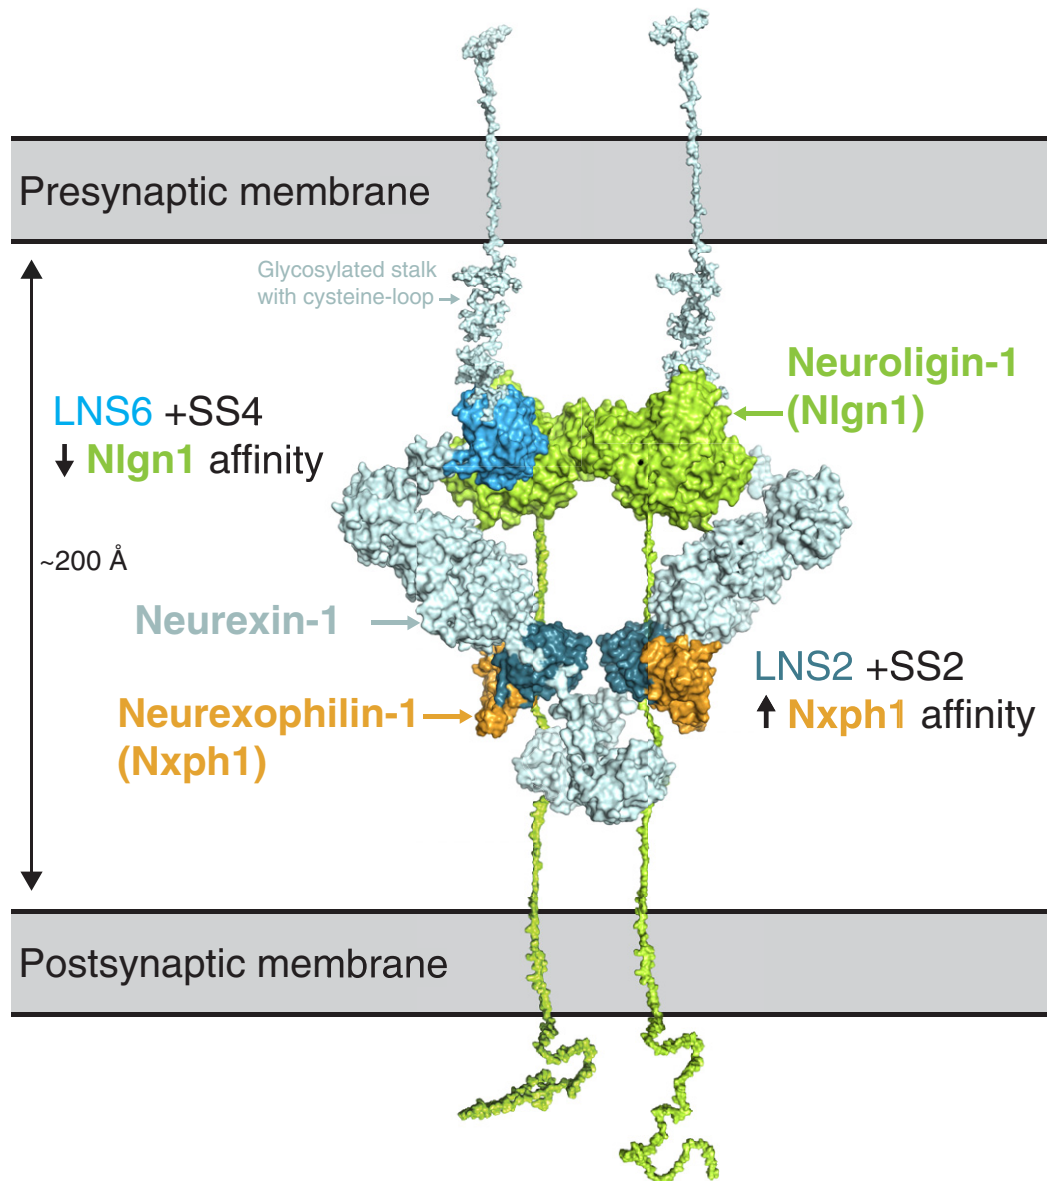 Presynaptic membrane
Glycosylated stalk
with cysteine-loop
Neuroligin-1
(Nlgn1)
LNS6 +SS4
↓ Nlgn1 affinity
~200 Å
Neurexin-1
LNS2 +SS2
↑ Nxph1 affinity
Neurexophilin-1
(Nxph1)
Postsynaptic membrane